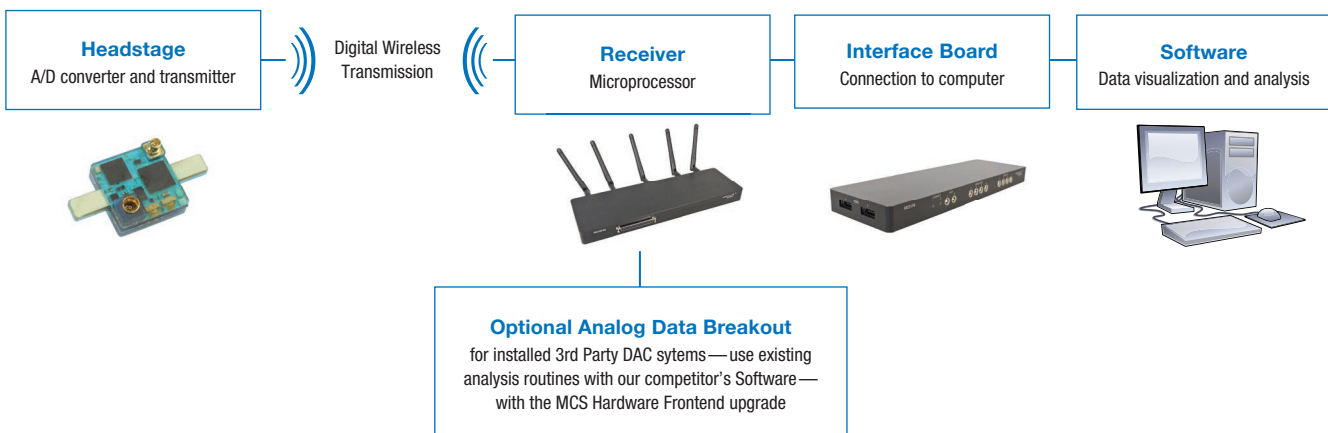 Headstage
A/D converter and transmitter
Digital Wireless
Transmission
Receiver
Microprocessor
Interface Board
Connection to computer
Software
Data visualization and analysis
Optional Analog Data Breakout
for installed 3rd Party DAC sytems — use existing
analysis routines with our competitor's Software —
with the MCS Hardware Frontend upgrade